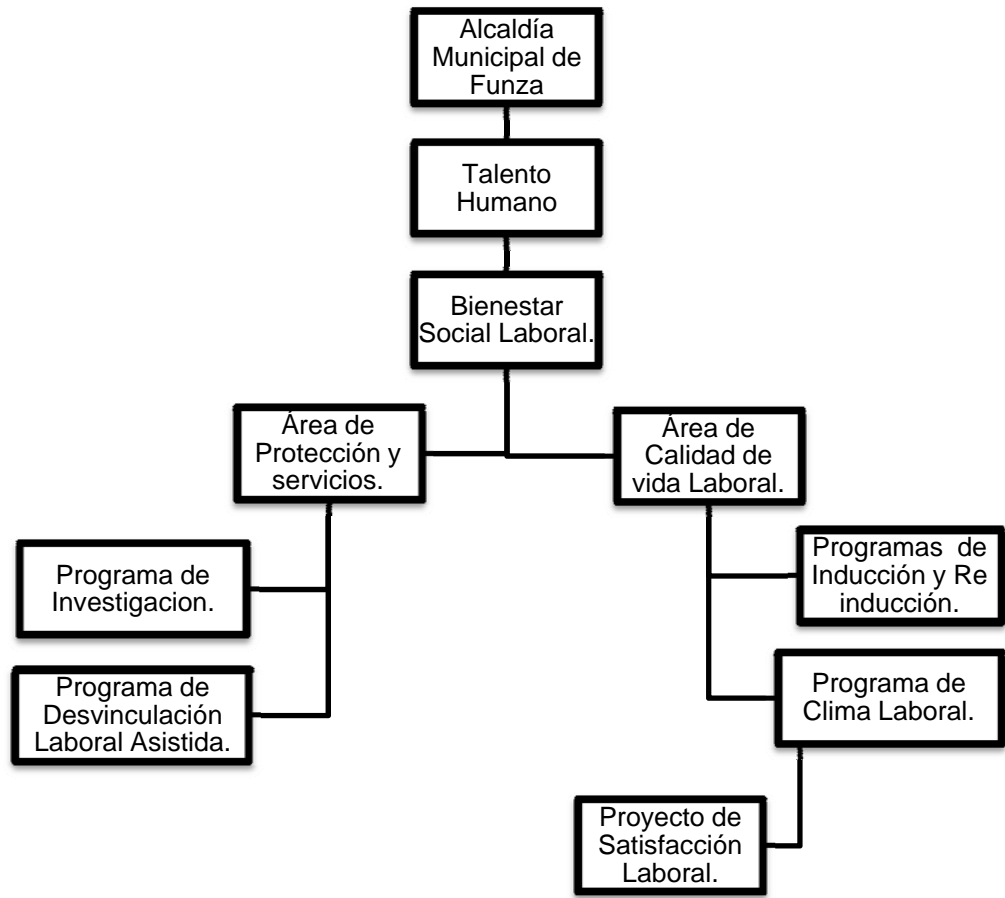 Alcaldía
Municipal de
Funza
Talento
Humano
Bienestar
Social Laboral.
Área de
Protección y
servicios.
Área de
Calidad de
vida Laboral.
Programa de
Investigacion.
Programas de
Inducción y Re
inducción.
Programa de
Desvinculación
Laboral Asistida.
Programa de
Clima Laboral.
Proyecto de
Satisfacción
Laboral.